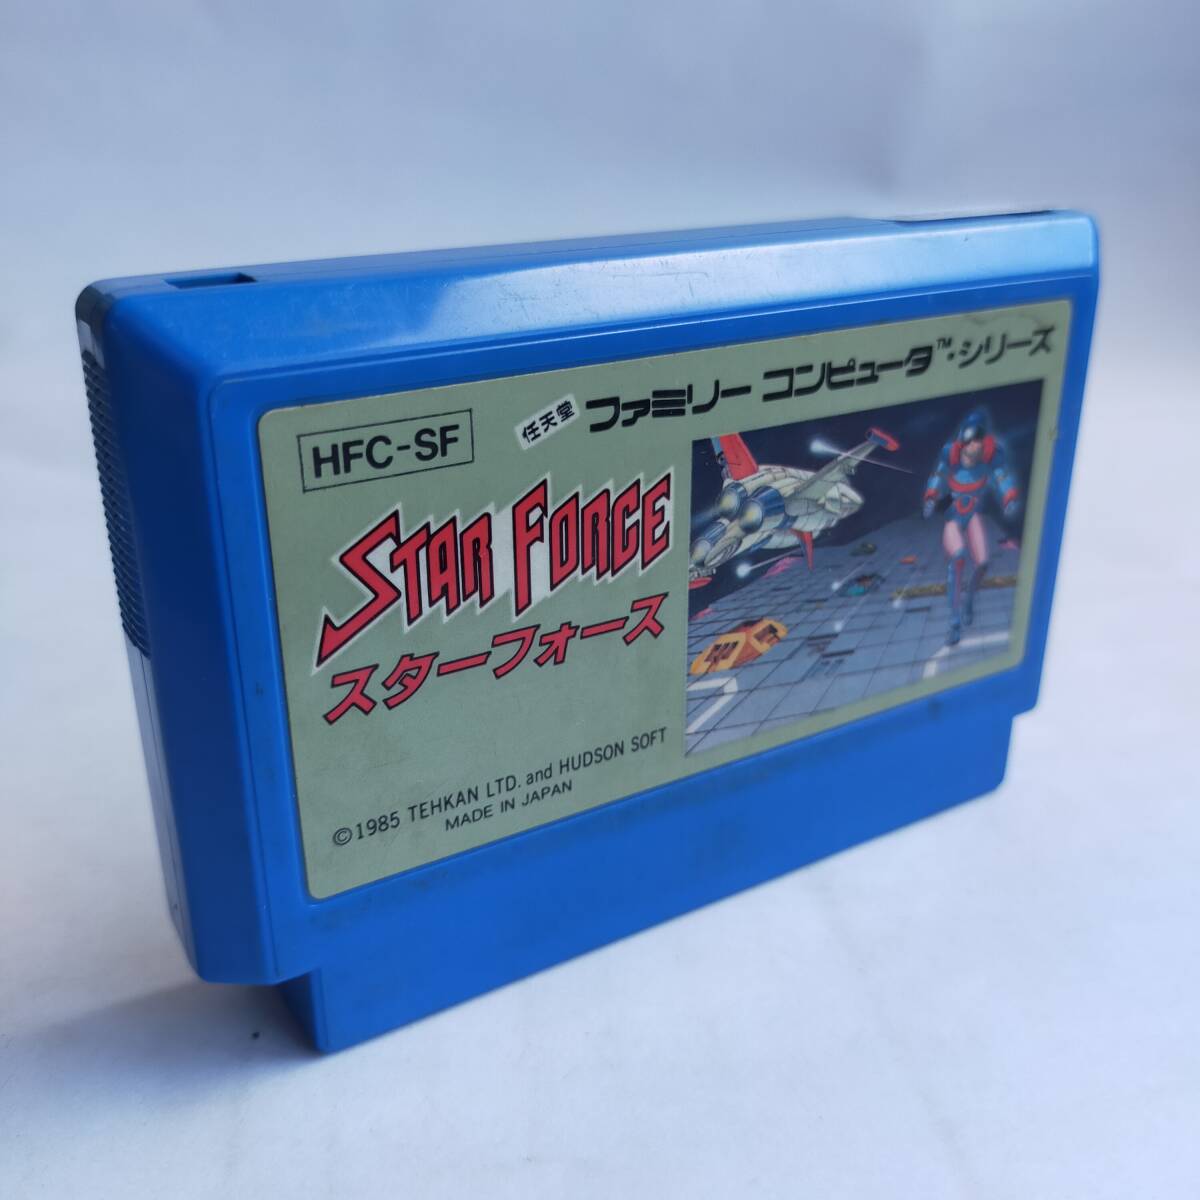 HFC-SF
任天堂 ファミリー コンピュータ™・シリーズ
STAR FORCE
スターフォース
©1985 TEHKAN LTD. and HUDSON SOFT
MADE IN JAPAN